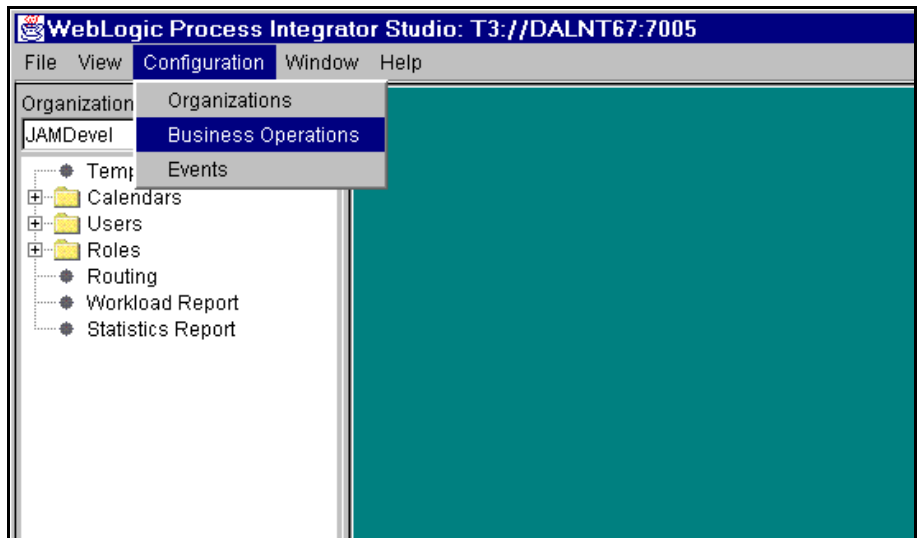 WebLogic Process Integrator Studio: T3://DALNT67:7005
File View Configuration Window Help
Organization
Organizations
JAMDevel
Business Operations
Events
Calendars
Users
Roles
Routing
Workload Report
Statistics Report